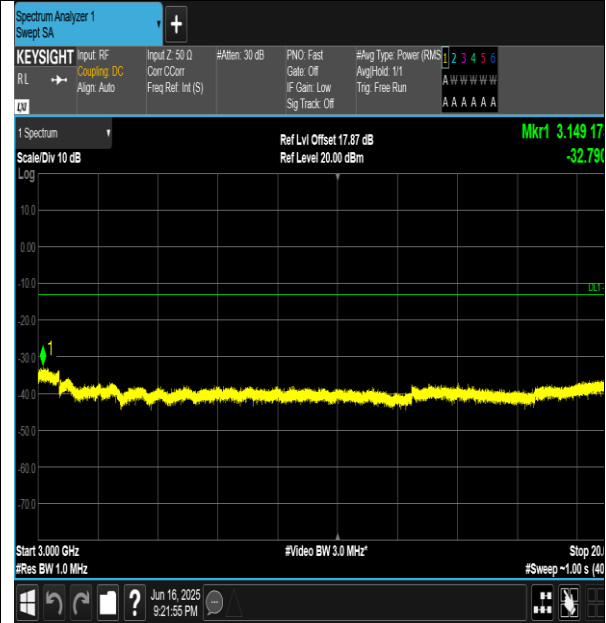 Spectrum Analyzer 1
Swept SA
+
KEYSIGHT Input: RF Input Z: 50 Ω #Atten: 30 dB PNO: Fast #Avg Type: Power (RMS 1 2 3 4 5 6
RL Coupling: DC Corr CCorr Gate: Off Avg|Hold: 1/1 A W W W W W
Align: Auto Freq Ref: Int (S) IF Gain: Low Trig: Free Run
LXI Sig Track: Off A A A A A A
1 Spectrum Ref Lvl Offset 17.87 dB Mkr1 3.149 17
Scale/Div 10 dB Ref Level 20.00 dBm -32.790
Log
10.0
0.00
-10.0
DL1
-20.0
-30.0
1
-40.0
-50.0
-60.0
-70.0
Start 3.000 GHz #Video BW 3.0 MHz* Stop 20.
#Res BW 1.0 MHz #Sweep ~1.00 s (40
? Jun 16, 2025
9:21:55 PM